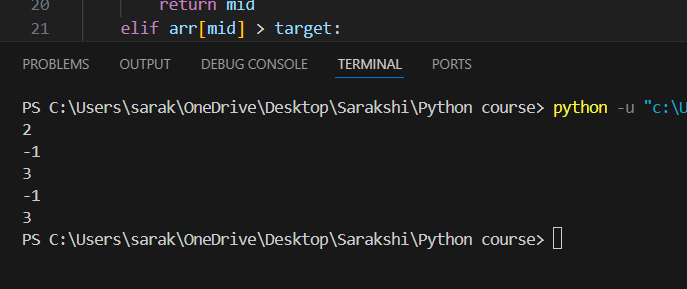 20 return mid
21 elif arr[mid] > target:
PROBLEMS OUTPUT DEBUG CONSOLE TERMINAL PORTS
PS C:\Users\sarak\OneDrive\Desktop\Sarakshi\Python course> python -u "c:\U
2
-1
3
-1
3
PS C:\Users\sarak\OneDrive\Desktop\Sarakshi\Python course>